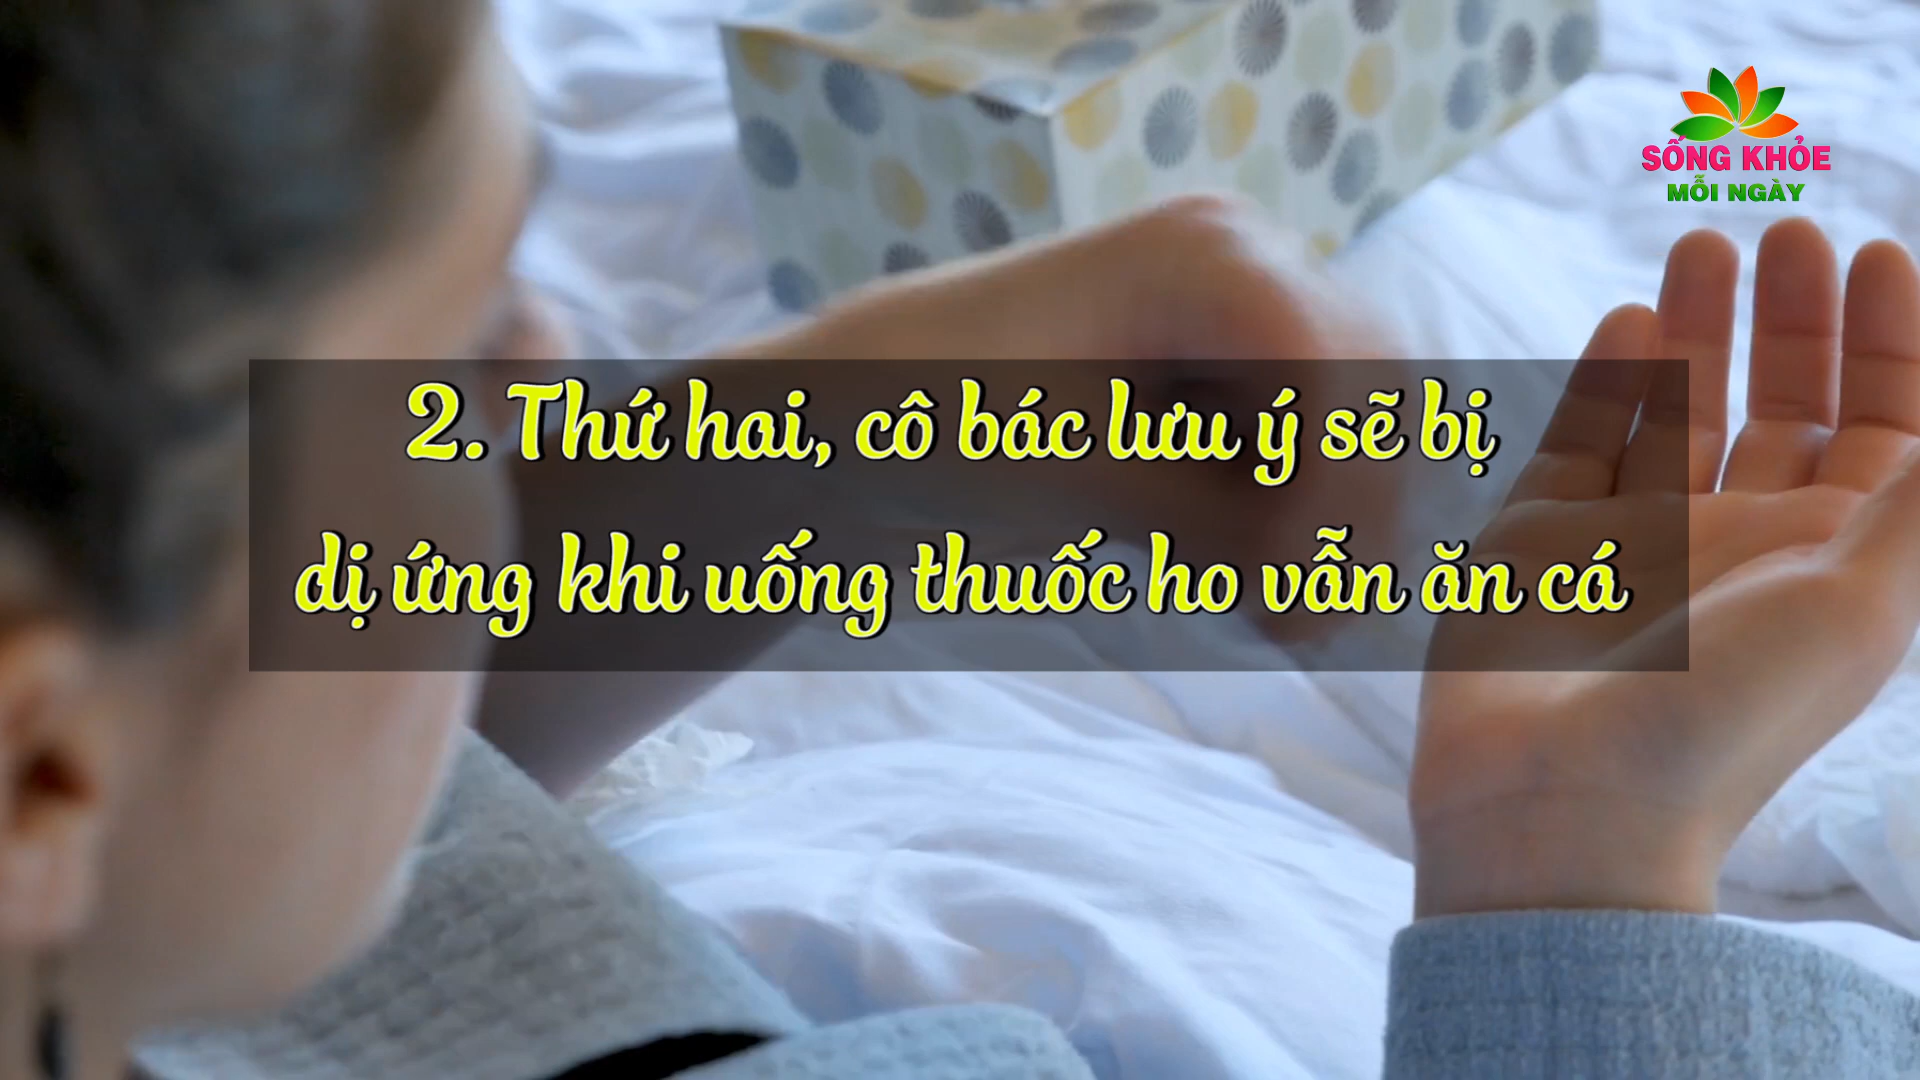 SỐNG KHỎE
MỖI NGÀY
2. Thứ hai, cô bác lưu ý sẽ bị
dị ứng khi uống thuốc ho vẫn ăn cá